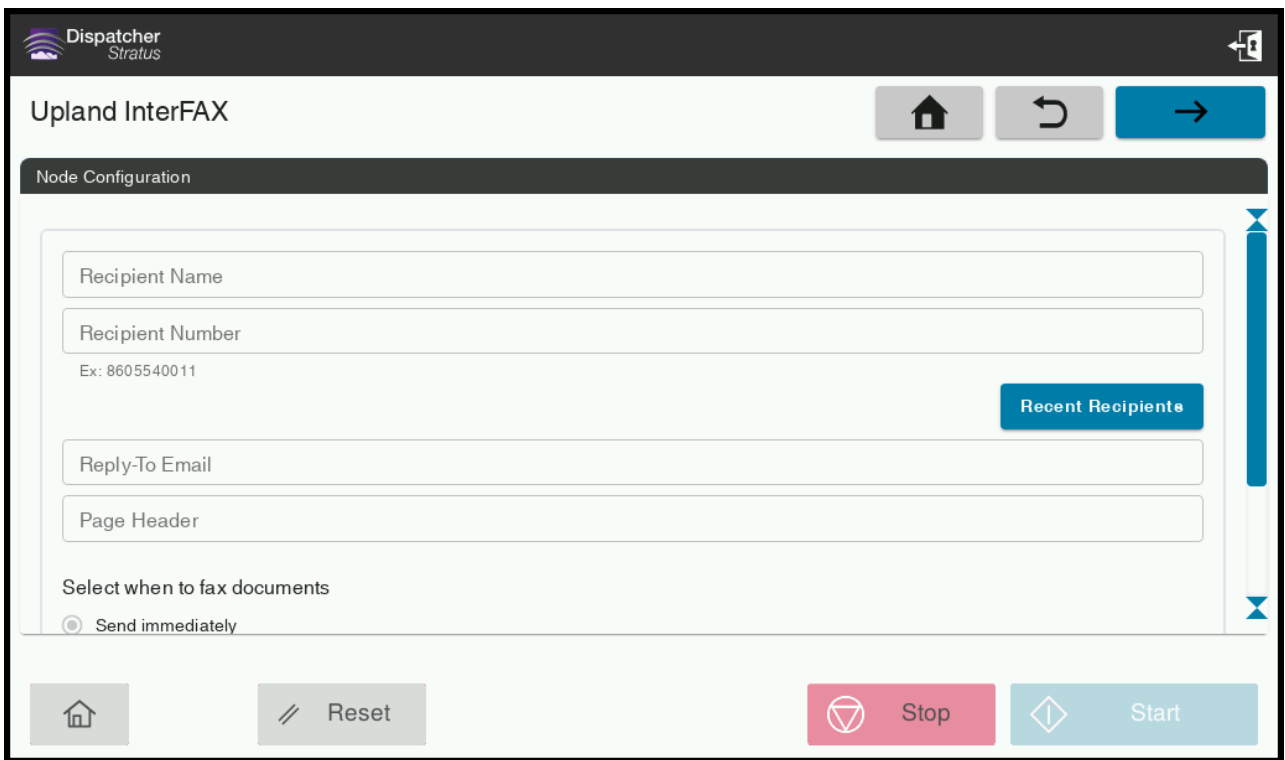 Dispatcher
Stratus
Upland InterFAX
Node Configuration
Recipient Name
Recipient Number
Ex: 8605540011
Recent Recipients
Reply-To Email
Page Header
Select when to fax documents
Send immediately
Reset
Stop
Start